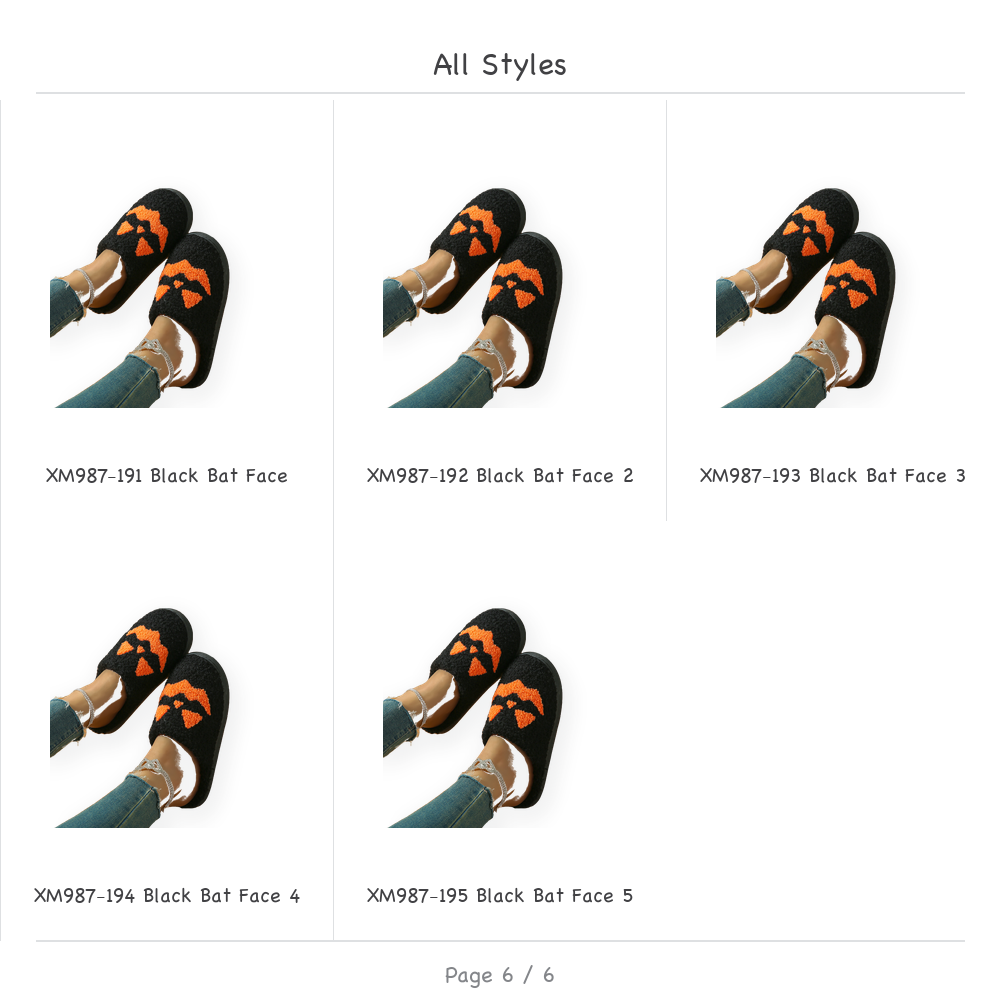 All Styles
XM987-191 Black Bat Face
XM987-192 Black Bat Face 2
XM987-193 Black Bat Face 3
XM987-194 Black Bat Face 4
XM987-195 Black Bat Face 5
Page 6 / 6